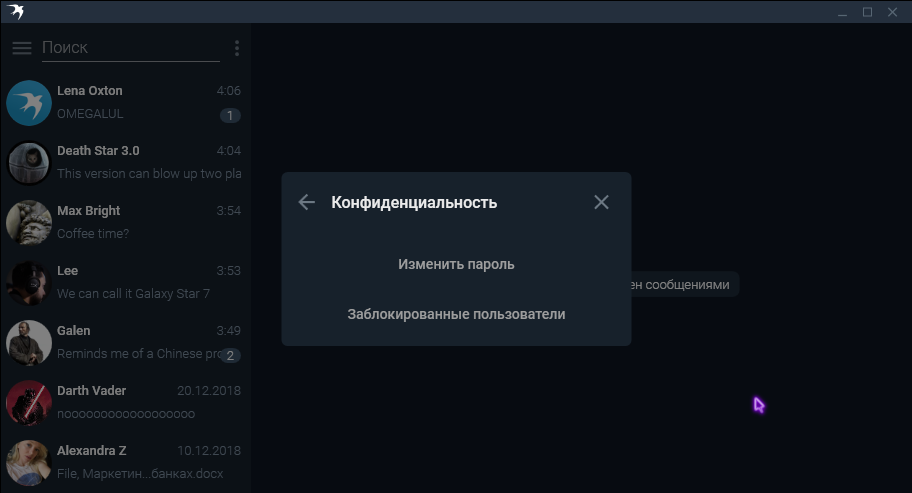 Поиск
Lena Oxton 4:06
OMEGALUL 1
Death Star 3.0 4:04
This version can blow up two pla
Max Bright 3:54
Coffee time?
Lee 3:53
We can call it Galaxy Star 7
Galen 3:49
Reminds me of a Chinese pro 2
Darth Vader 20.12.2018
noooooooooooooooooo
Alexandra Z 10.12.2018
File, Маркетин...банках.docx
Конфиденциальность
Изменить пароль
ен сообщениями
Заблокированные пользователи